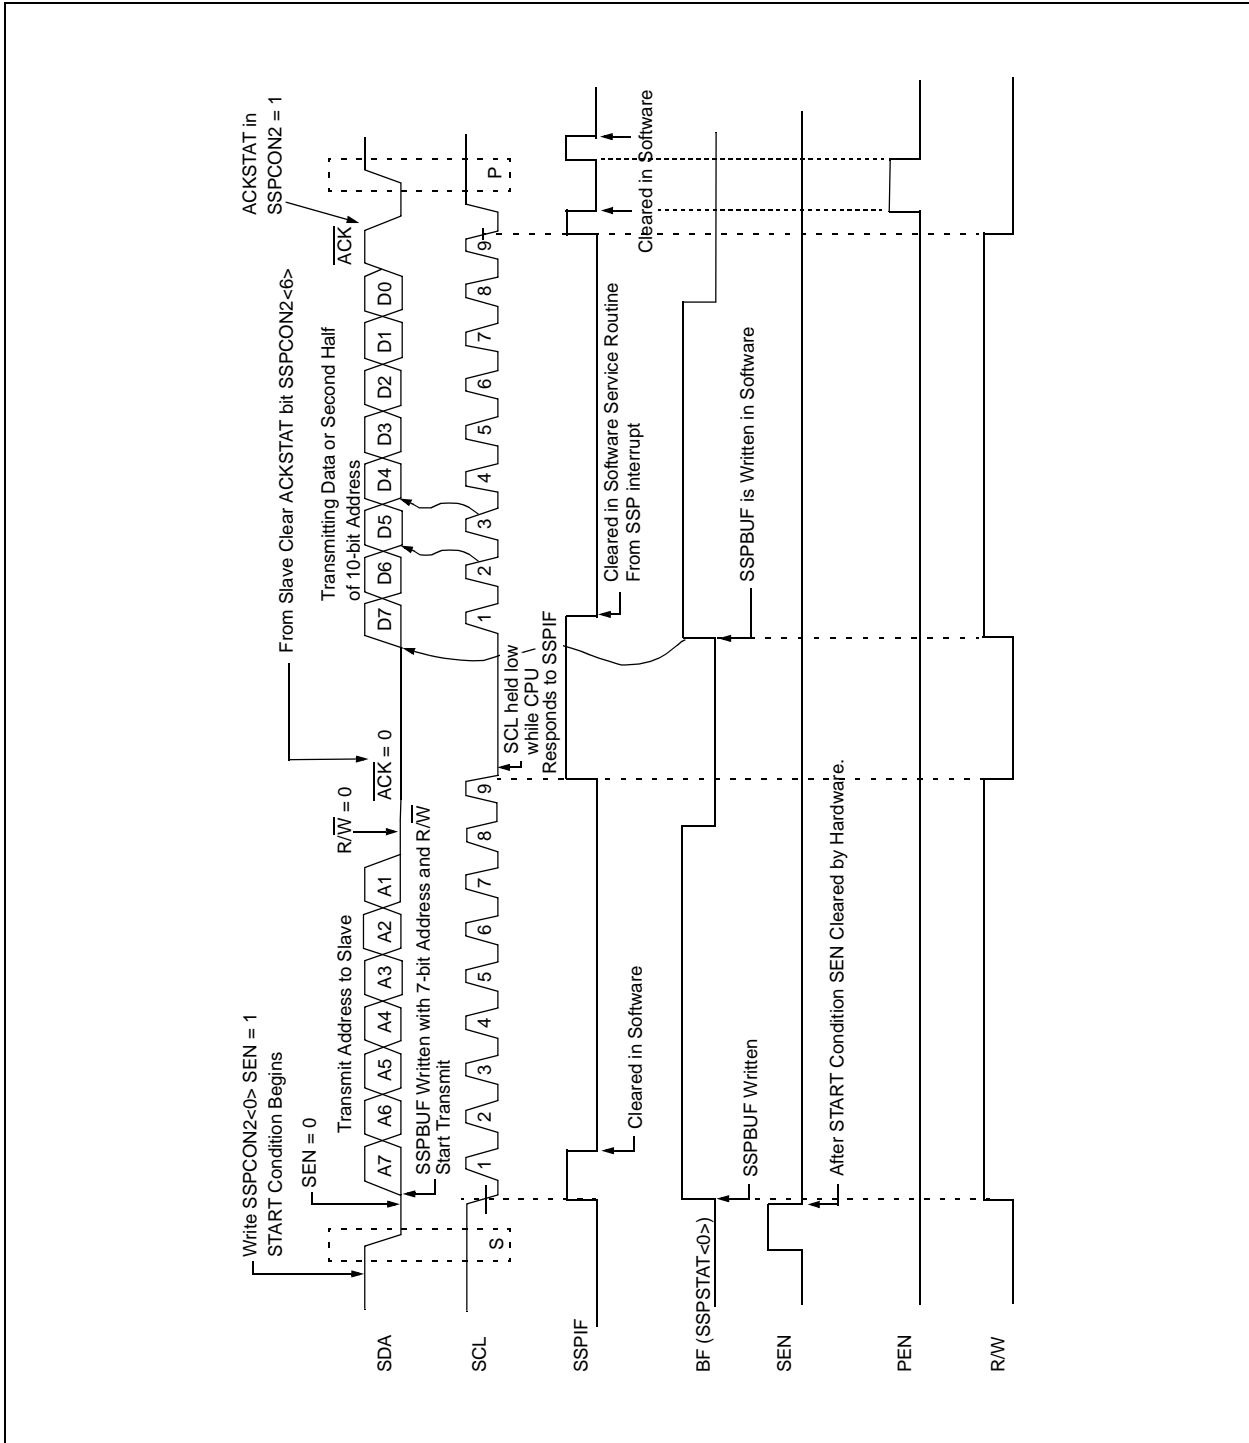 Write SSPCON2<0> SEN = 1
START Condition Begins
SEN = 0
Transmit Address to Slave
R/W = 0
From Slave Clear ACKSTAT bit SSPCON2<6>
ACK = 0
Transmitting Data or Second Half
of 10-bit Address
ACKSTAT in
SSPCON2 = 1
ACK
SDA
A7 A6 A5 A4 A3 A2 A1
D7 D6 D5 D4 D3 D2 D1 D0
SSPBUF Written with 7-bit Address and R/W
Start Transmit
SCL
S
1 2 3 4 5 6 7 8 9
1 2 3 4 5 6 7 8 9
P
SCL held low
while CPU
Responds to SSPIF
SSPIF
Cleared in Software
Cleared in Software Service Routine
From SSP interrupt
Cleared in Software
Cleared in Software
BF (SSPSTAT<0>)
SSPBUF Written
SSPBUF is Written in Software
SEN
After START Condition SEN Cleared by Hardware.
PEN
R/W